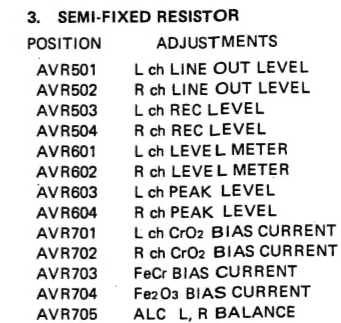 3. SEMI-FIXED RESISTOR
POSITION ADJUSTMENTS
AVR501 L ch LINE OUT LEVEL
AVR502 R ch LINE OUT LEVEL
AVR503 L ch REC LEVEL
AVR504 R ch REC LEVEL
AVR601 L ch LEVEL METER
AVR602 R ch LEVEL METER
AVR603 L ch PEAK LEVEL
AVR604 R ch PEAK LEVEL
AVR701 L ch CrO2 BIAS CURRENT
AVR702 R ch CrO2 BIAS CURRENT
AVR703 FeCr BIAS CURRENT
AVR704 Fe2O3 BIAS CURRENT
AVR705 ALC L, R BALANCE